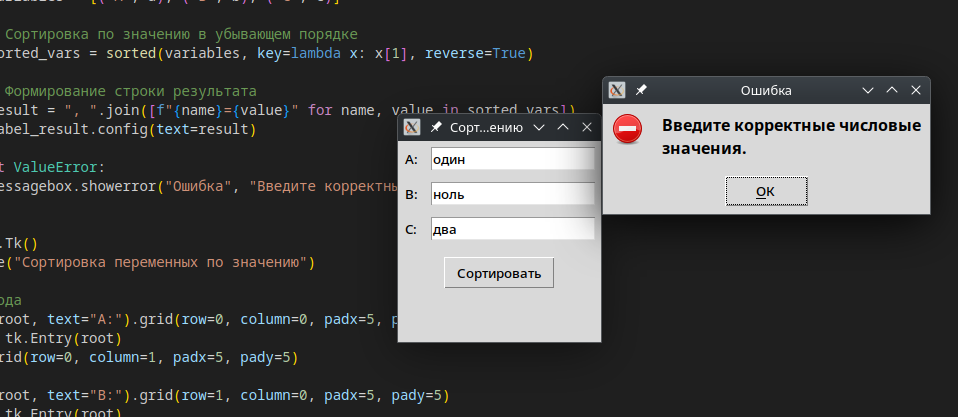 Сортировка по значению в убывающем порядке
orted_vars = sorted(variables, key=lambda x: x[1], reverse=True)
Формирование строки результата
esult = ", ".join([f"{name}={value}" for name, value in sorted_vars])
abel_result.config(text=result)
t ValueError:
essagebox.showerror("Ошибка", "Введите корректны
.Tk()
e("Сортировка переменных по значению")
ода
root, text="A:").grid(row=0, column=0, padx=5, p
tk.Entry(root)
rid(row=0, column=1, padx=5, pady=5)
root, text="B:").grid(row=1, column=0, padx=5, pady=5)
tk.Entry(root)
Сорт...ению
A:
один
B:
ноль
C:
два
Сортировать
Ошибка
Введите корректные числовые
значения.
OK